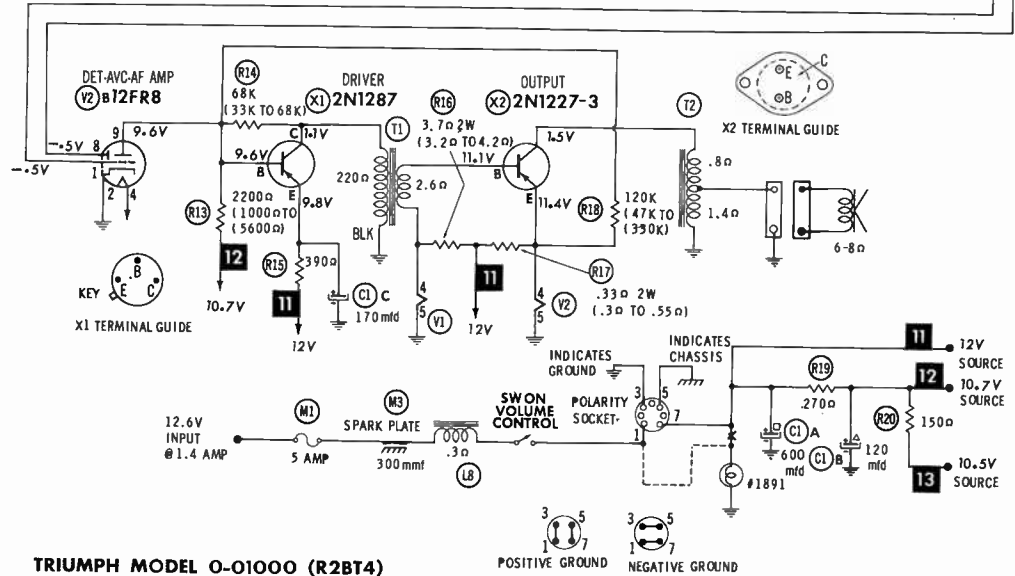 DET-AVC-AF AMP
V2 B 12FR8
9
9.6V
-.5V
8
-.5V
1
2
4
R14
68K
(33K TO 68K)
DRIVER
X1 2N1287
C
1.1V
9.6V
B
E
9.8V
R13
2200Ω
(1000Ω TO
(5600Ω)
12
10.7V
R15
390Ω
11
12V
C1 C
170 mfd
T1
220Ω
2.6Ω
BLK
R16
3.7Ω 2W
(3.2Ω TO 4.2Ω)
11.1V
OUTPUT
X2 2N1227-3
1.5V
B
E
11.4V
R18
120K
(47K TO
(330K)
4
5
V1
11
12V
R17
.33Ω 2W
(.3Ω TO .55Ω)
4
5
V2
T2
.8Ω
1.4Ω
6-8Ω
C
E
B
X2 TERMINAL GUIDE
KEY
B
E
C
X1 TERMINAL GUIDE
12.6V
INPUT
@1.4 AMP
M1
5 AMP
M3
SPARK PLATE
300mmf
.3Ω
L8
SW ON
VOLUME
CONTROL
INDICATES
GROUND
INDICATES
CHASSIS
POLARITY
SOCKET
3
5
1
7
#1891
11
12V
SOURCE
R19
.270Ω
12
10.7V
SOURCE
C1 A
600
mfd
C1 B
120
mfd
R20
150Ω
13
10.5V
SOURCE
3
5
1
7
POSITIVE GROUND
3
5
1
7
NEGATIVE GROUND
TRIUMPH MODEL O-01000 (R2BT4)